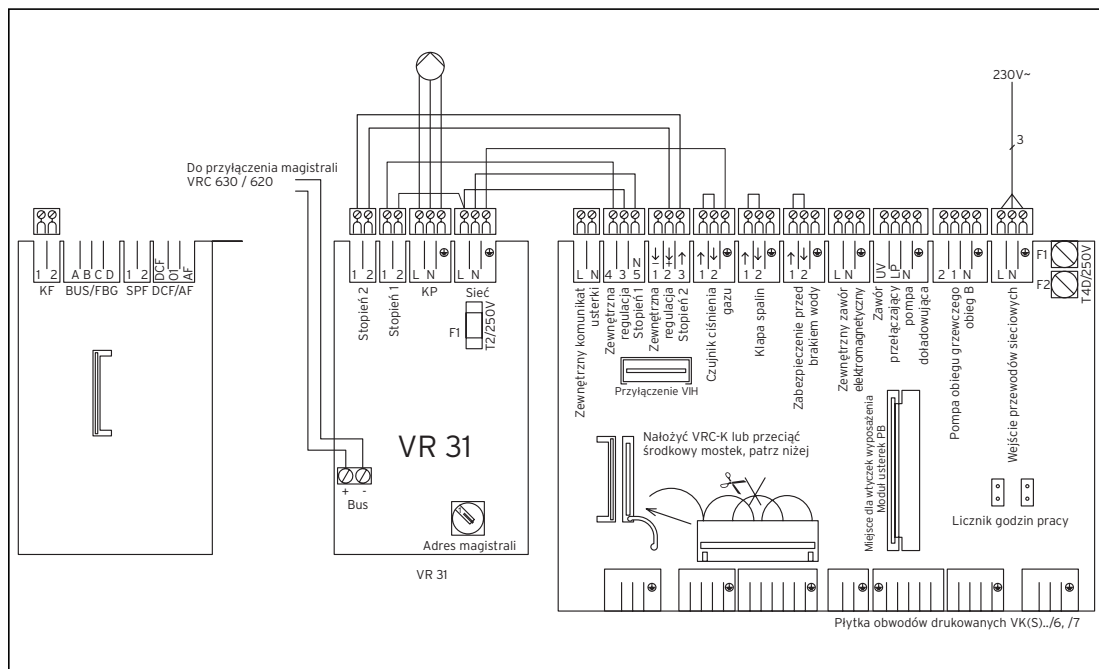 230V~
3
Do przyłączenia magistrali
VRC 630 / 620
1 2
KF
A B C D
BUS/FBG
1 2
SPF
DCF
01
AF
DCF/AF
1 2
Stopień 2
1 2
Stopień 1
L N
KP
L N
Sieć
F1
T2/250V
VR 31
+ -
Bus
Adres magistrali
VR 31
L N
Zewnętrzny komunikat
usterki
4 3 5
N
Zewnętrzna
regulacja
Stopień 1
1 2 3
- +
Zewnętrzna
regulacja
Stopień 2
1 2
Czujnik ciśnienia
gazu
1 2
Klapa spalin
1 2
Zabezpieczenie przed
brakiem wody
L N
Zewnętrzny zawór
elektromagnetyczny
UV
LP
N
Zawór
przełączający
pompa
doładowująca
2 1 N
Pompa obiegu grzewczego
obieg B
L N
Wejście przewodów sieciowych
F1
F2
T4D/250V
Przyłączenie VIH
Nałożyć VRC-K lub przeciąć
środkowy mostek, patrz niżej
Miejsce dla wtyczek wyposażenia
Moduł usterek PB
Licznik godzin pracy
Płytka obwodów drukowanych VK(S)../6, /7